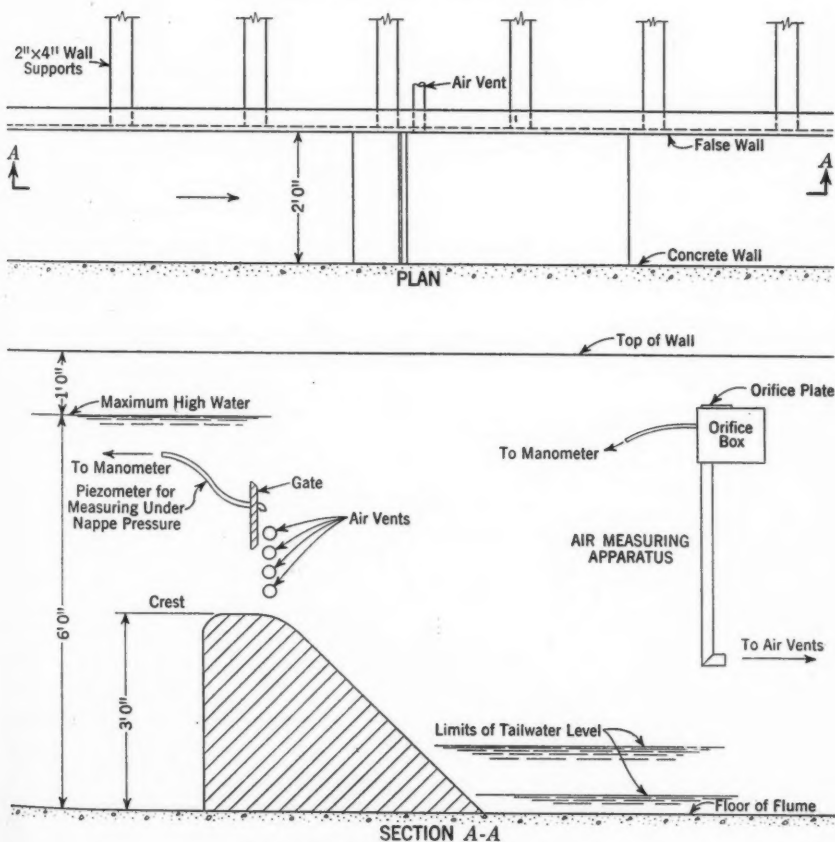 2"×4" Wall
Supports
Air Vent
A
A
False Wall
2'0"
Concrete Wall
PLAN
Top of Wall
1'0"
Maximum High Water
Orifice Plate
Orifice
Box
To Manometer
To Manometer
Gate
Piezometer for
Measuring Under
Nappe Pressure
Air Vents
AIR MEASURING
APPARATUS
Crest
6'0"
3'0"
To Air Vents
Limits of Tailwater Level
Floor of Flume
SECTION A-A